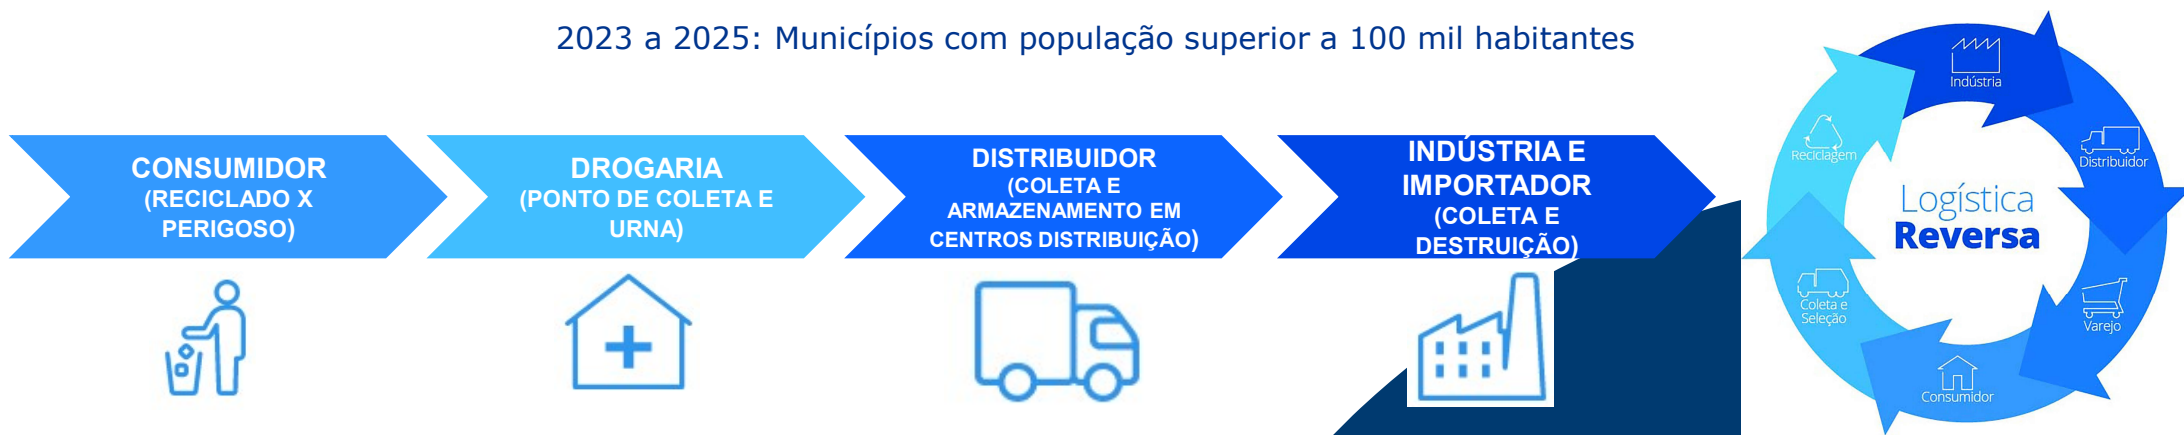 2023 a 2025: Municípios com população superior a 100 mil habitantes
CONSUMIDOR
(RECICLADO X
PERIGOSO)
DROGARIA
(PONTO DE COLETA E
URNA)
DISTRIBUIDOR
(COLETA E
ARMAZENAMENTO EM
CENTROS DISTRIBUIÇÃO)
INDÚSTRIA E
IMPORTADOR
(COLETA E
DESTRUIÇÃO)
Indústria
Distribuidor
Varejo
Consumidor
Coleta e
Seleção
Reciclagem
Logística
Reversa